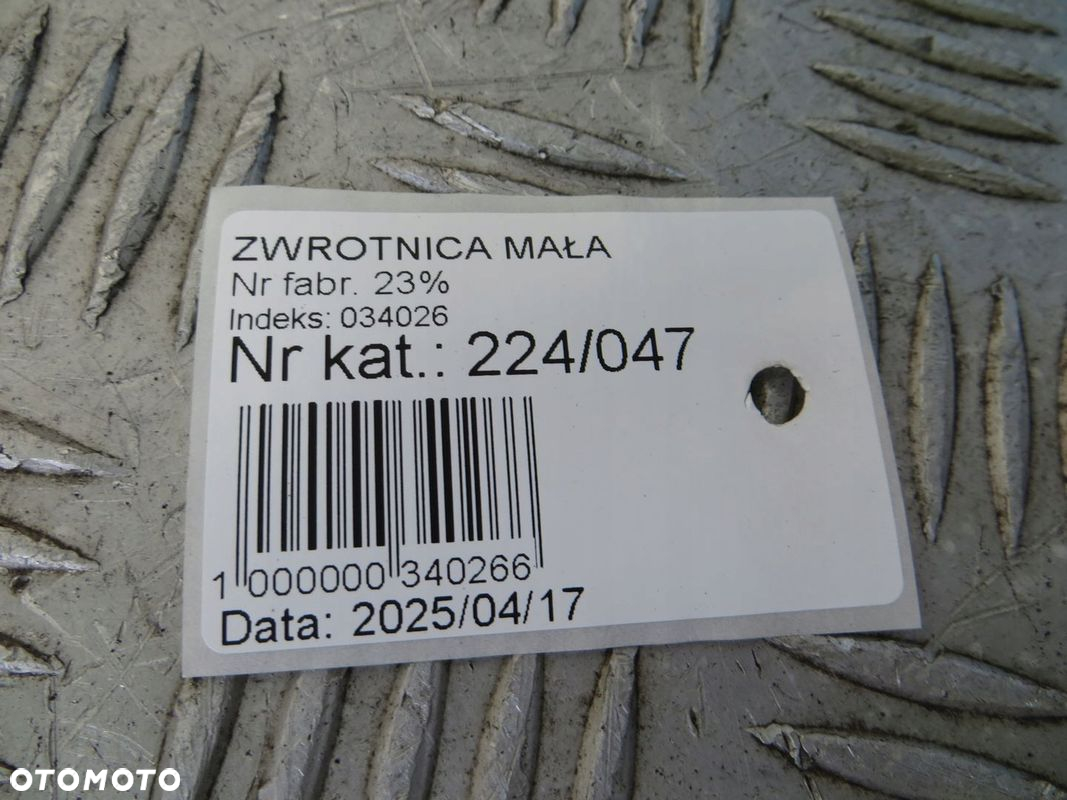 ZWROTNICA MAŁA
Nr fabr. 23%
Indeks: 034026
Nr kat.: 224/047
1 000000 340266
Data: 2025/04/17
OTOMOTO